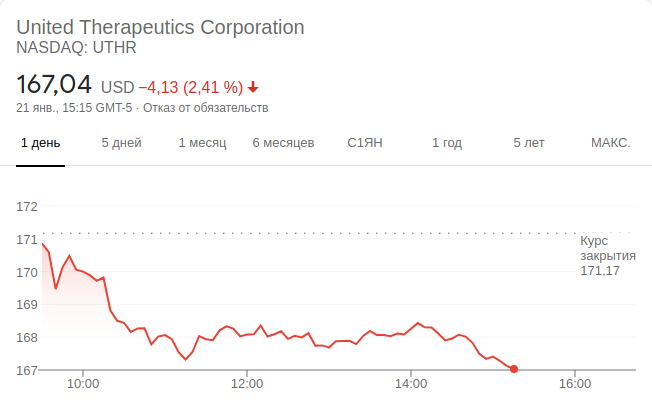 United Therapeutics Corporation
NASDAQ: UTHR
167,04 USD −4,13 (2,41 %)
21 янв., 15:15 GMT-5 · Отказ от обязательств
1 день 5 дней 1 месяц 6 месяцев С1ЯН 1 год 5 лет МАКС.
172
171
170
169
168
167
Курс
закрытия
171,17
10:00 12:00 14:00 16:00